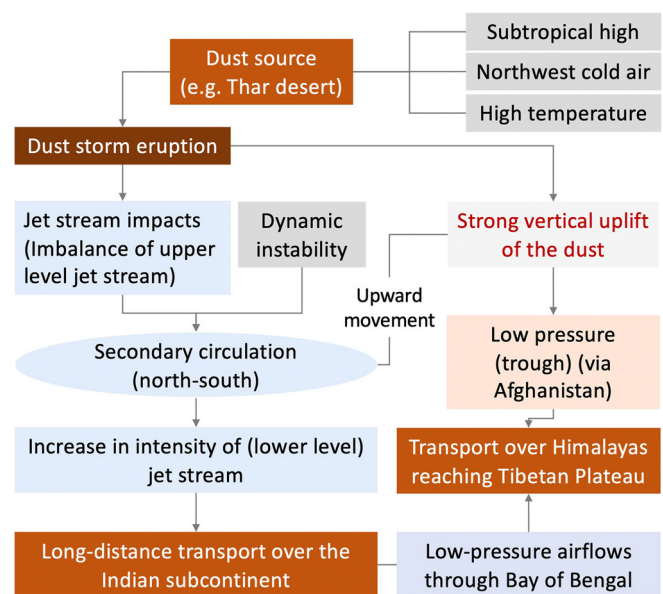 Dust source
(e.g. Thar desert)
Subtropical high
Northwest cold air
High temperature
Dust storm eruption
Jet stream impacts
(Imbalance of upper
level jet stream)
Dynamic
instability
Strong vertical uplift
of the dust
Upward
movement
Secondary circulation
(north-south)
Low pressure
(trough) (via
Afghanistan)
Increase in intensity of (lower level)
jet stream
Transport over Himalayas
reaching Tibetan Plateau
Long-distance transport over the
Indian subcontinent
Low-pressure airflows
through Bay of Bengal